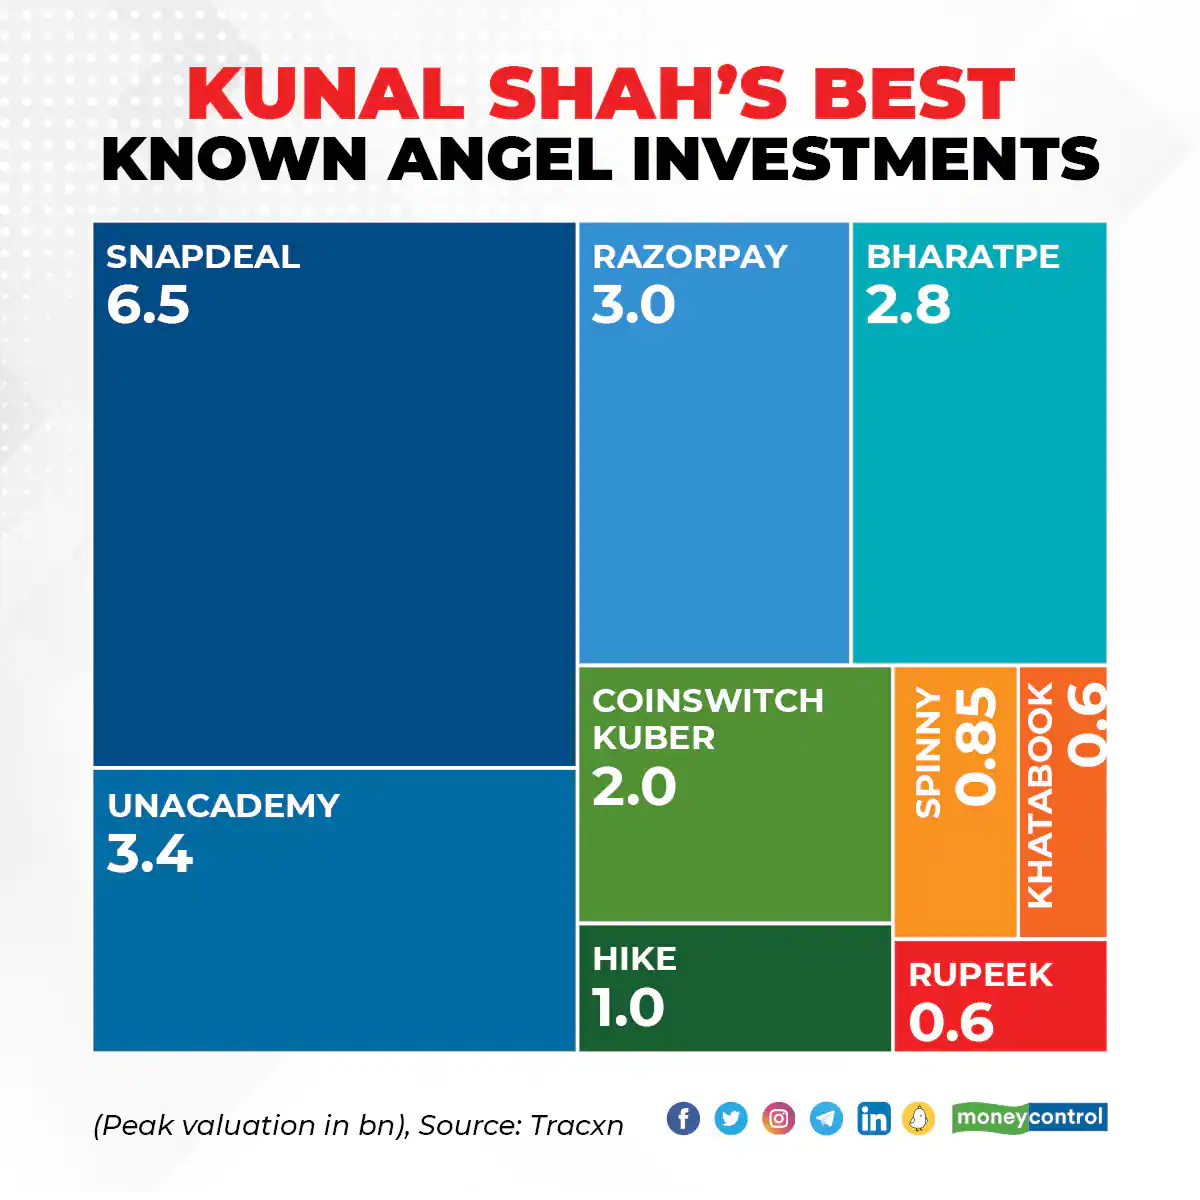 KUNAL SHAH'S BEST
KNOWN ANGEL INVESTMENTS
SNAPDEAL
6.5
RAZORPAY
3.0
BHARATPE
2.8
UNACADEMY
3.4
COINSWITCH
KUBER
2.0
SPINNY
0.85
KHATABOOK
0.6
HIKE
1.0
RUPEEK
0.6
(Peak valuation in bn), Source: Tracxn
moneycontrol